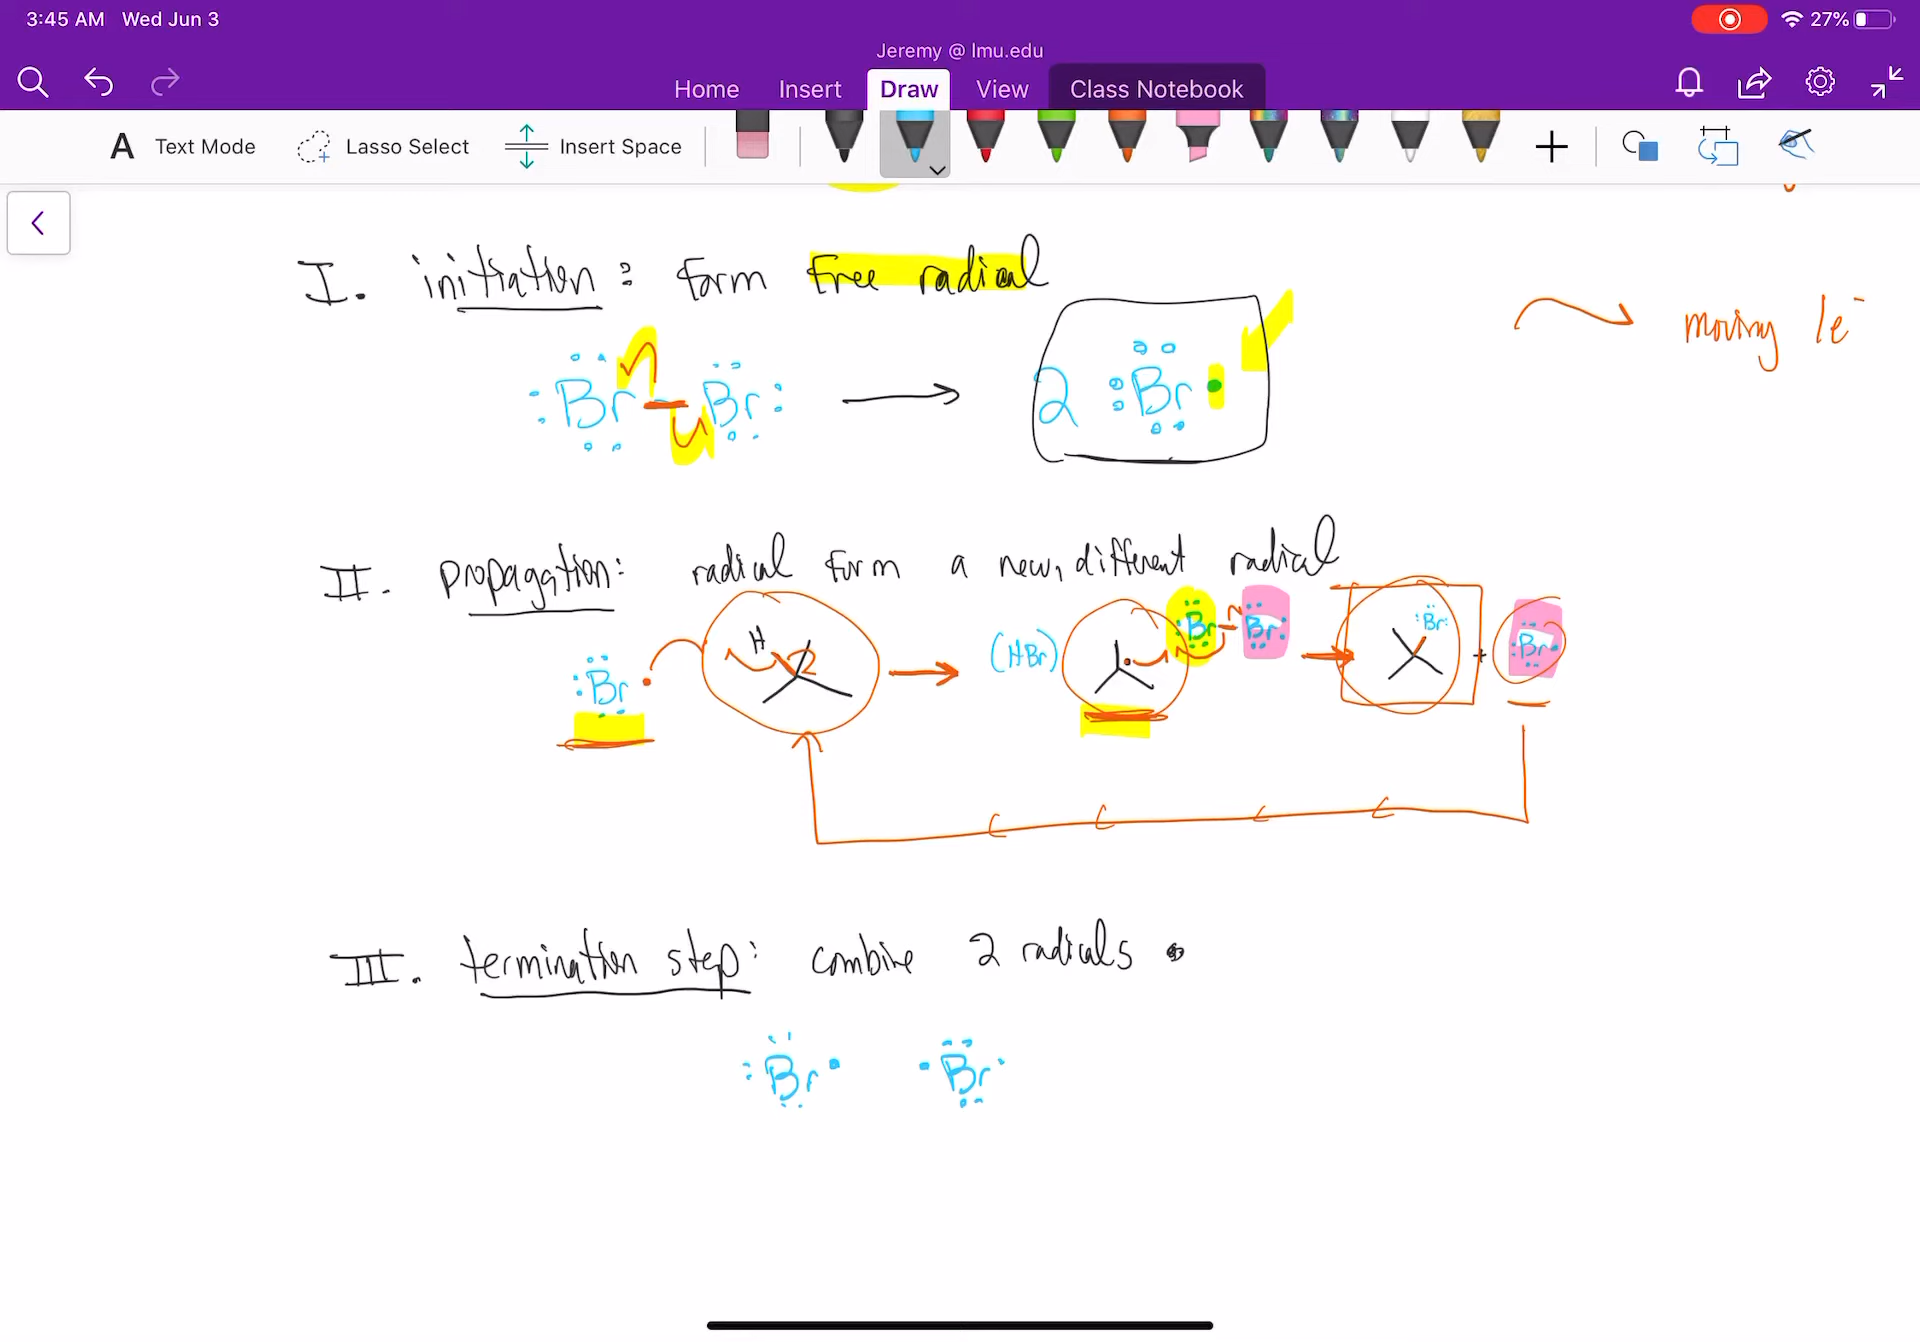 3:45 AM Wed Jun 3
27%
Jeremy @ lmu.edu
Home Insert Draw View Class Notebook
A Text Mode Lasso Select Insert Space
I. initiation: form free radical
moving 1e⁻
Br Br 2 Br
II. propagation: radical form a new, different radical
Br H (HBr) Br Br Br + Br
III. termination step: combine 2 radicals
Br Br